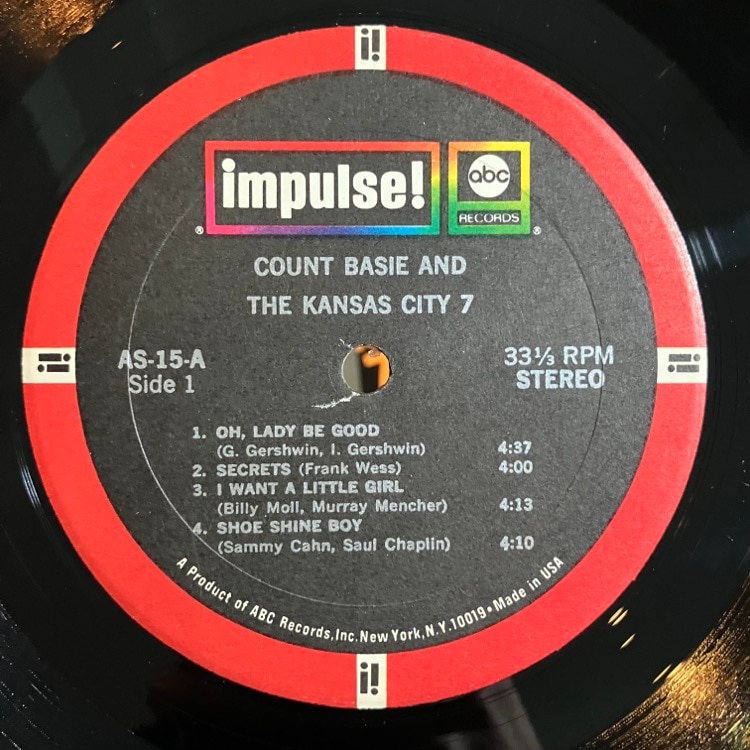 i!
impulse!
abc
RECORDS
®
®
COUNT BASIE AND
THE KANSAS CITY 7
AS-15-A
Side 1
33⅓ RPM
STEREO
i!
i!
1. OH, LADY BE GOOD
(G. Gershwin, I. Gershwin) 4:37
2. SECRETS (Frank Wess) 4:00
3. I WANT A LITTLE GIRL
(Billy Moll, Murray Mencher) 4:13
4. SHOE SHINE BOY
(Sammy Cahn, Saul Chaplin) 4:10
A Product of ABC Records, Inc. New York, N.Y. 10019 • Made in USA
i!